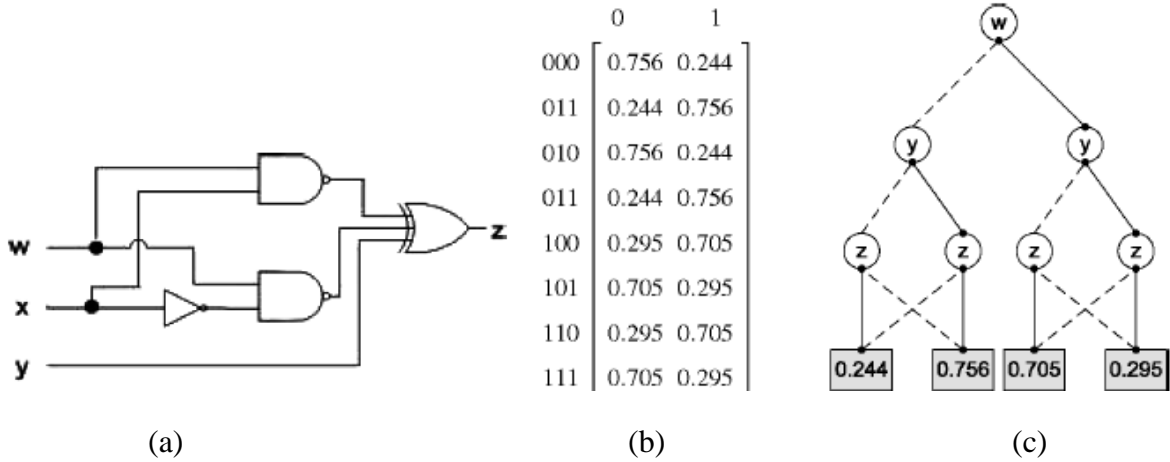 w
x
y
z
(a)
0 1
000 0.756 0.244
011 0.244 0.756
010 0.756 0.244
011 0.244 0.756
100 0.295 0.705
101 0.705 0.295
110 0.295 0.705
111 0.705 0.295
(b)
w
y y
z z z z
0.244 0.756 0.705 0.295
(c)